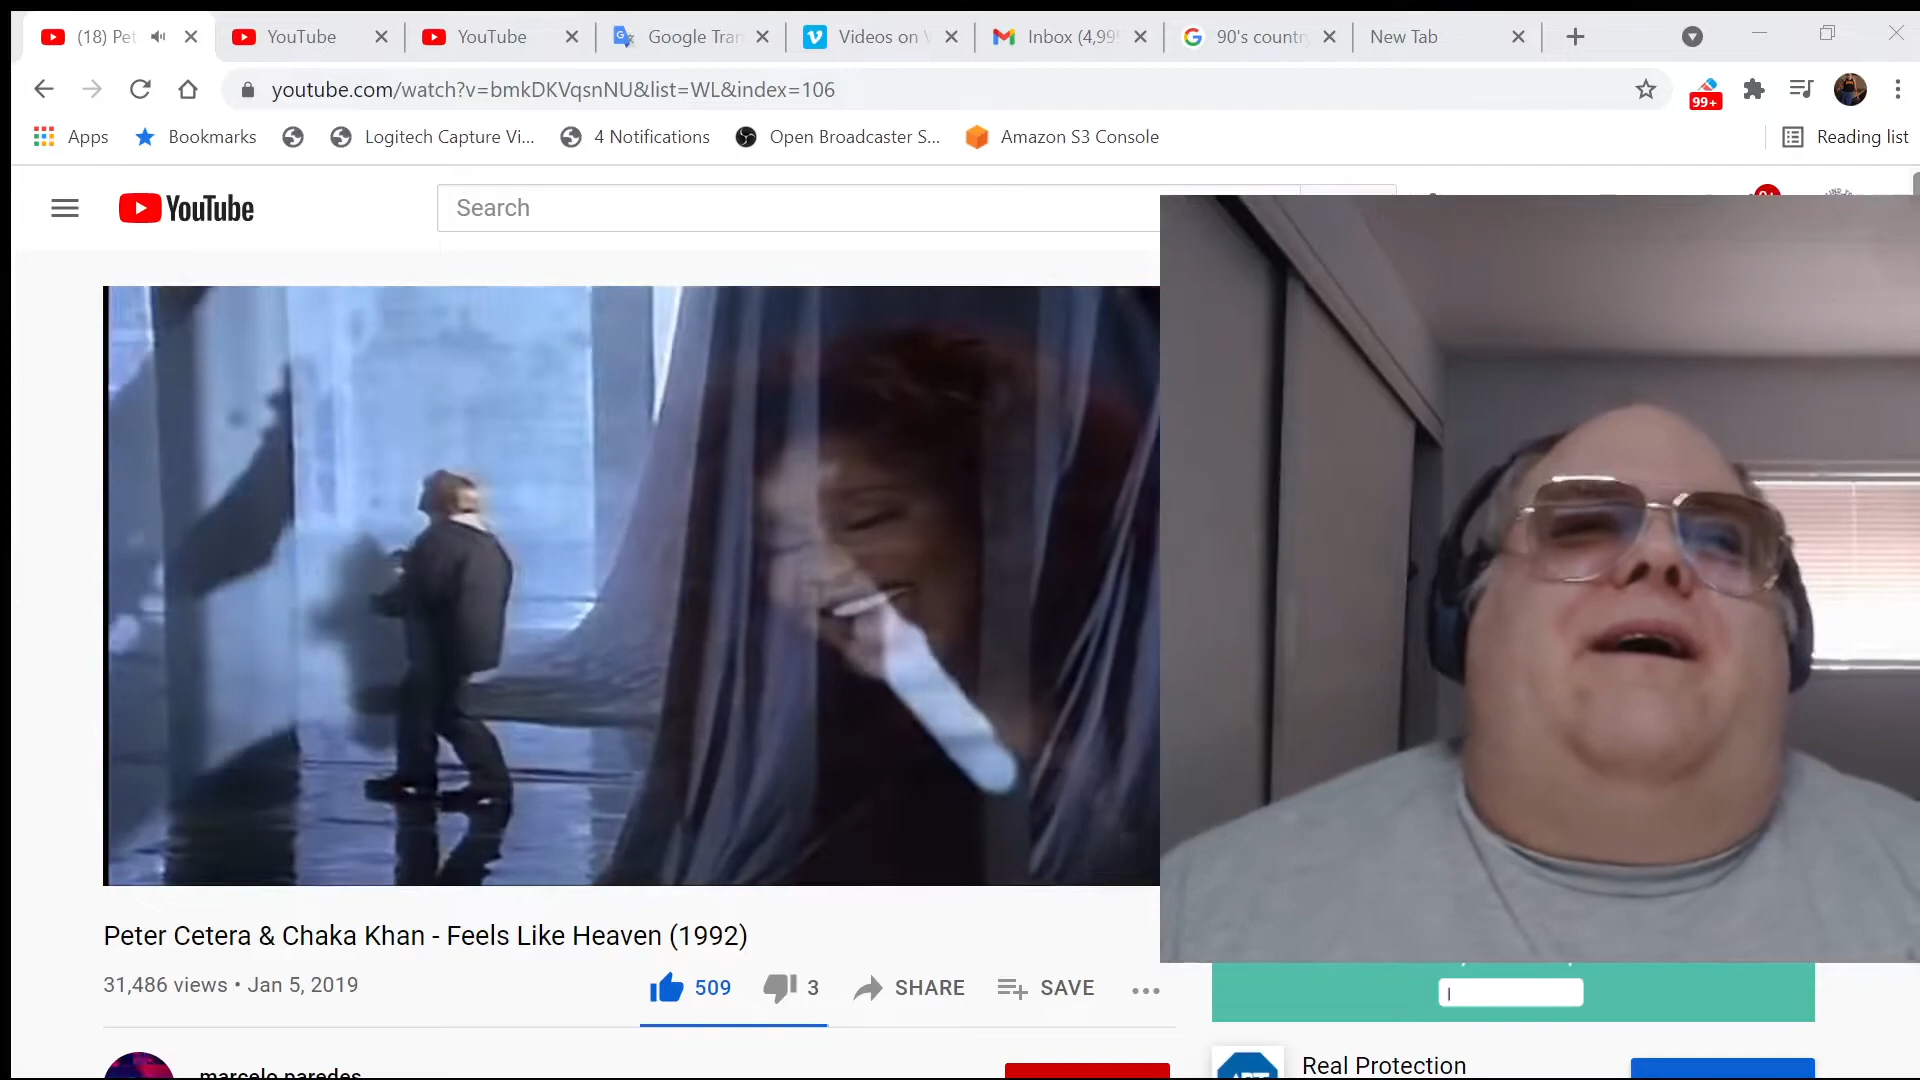 (18) Pet
YouTube
YouTube
Google Tran
Videos on V
Inbox (4,99
90's countr
New Tab
youtube.com/watch?v=bmkDKVqsnNU&list=WL&index=106
99+
Apps
Bookmarks
Logitech Capture Vi...
4 Notifications
Open Broadcaster S...
Amazon S3 Console
Reading list
YouTube
Search
Peter Cetera & Chaka Khan - Feels Like Heaven (1992)
31,486 views • Jan 5, 2019
509
3
SHARE
SAVE
marcelo paredes
Real Protection